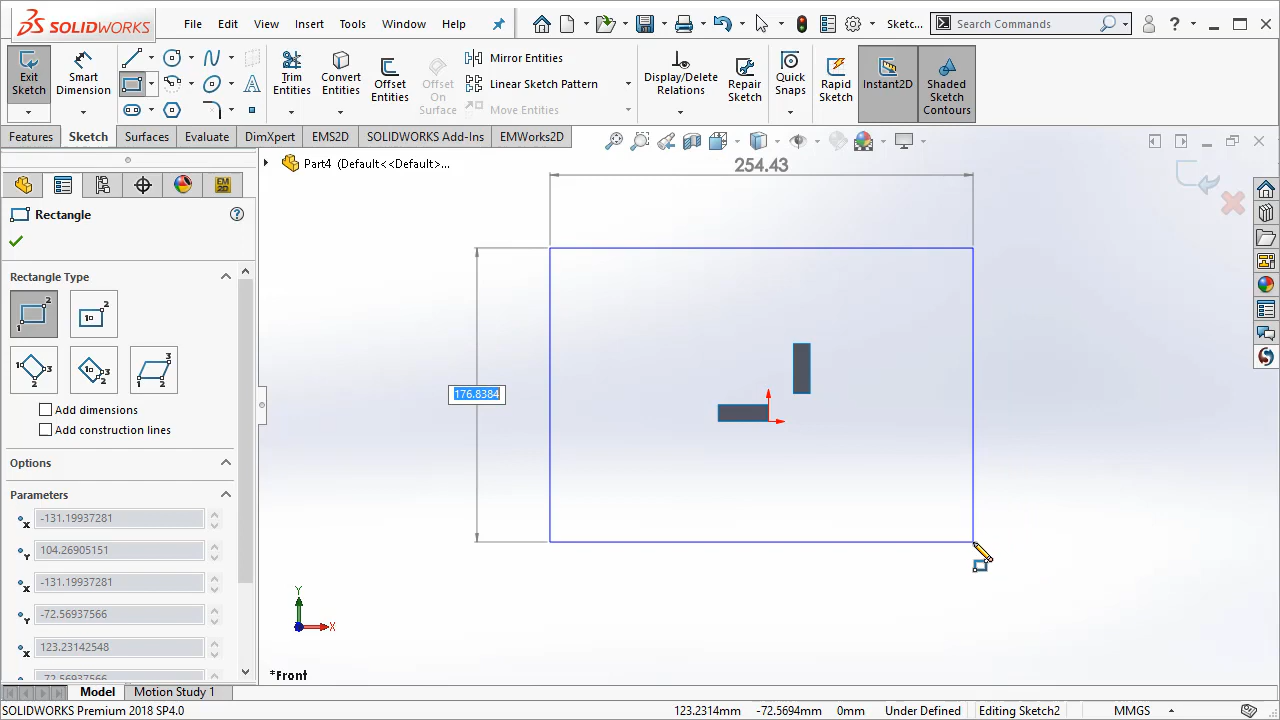 SOLIDWORKS File Edit View Insert Tools Window Help Sketc... Search Commands ?
Exit Sketch
Smart Dimension
Trim Entities
Convert Entities
Offset Entities
Offset On Surface
Mirror Entities
Linear Sketch Pattern
Move Entities
Display/Delete Relations
Repair Sketch
Quick Snaps
Rapid Sketch
Instant2D
Shaded Sketch Contours
Features Sketch Surfaces Evaluate DimXpert EMS2D SOLIDWORKS Add-Ins EMWorks2D
Part4 (Default<<Default>...
254.43
Rectangle
Rectangle Type
Add dimensions
Add construction lines
Options
Parameters
-131.19937281
104.26905151
-131.19937281
-72.56937566
123.23142548
-72.56937566
176.8384
Y
X
*Front
Model Motion Study 1
SOLIDWORKS Premium 2018 SP4.0 123.2314mm -72.5694mm 0mm Under Defined Editing Sketch2 MMGS